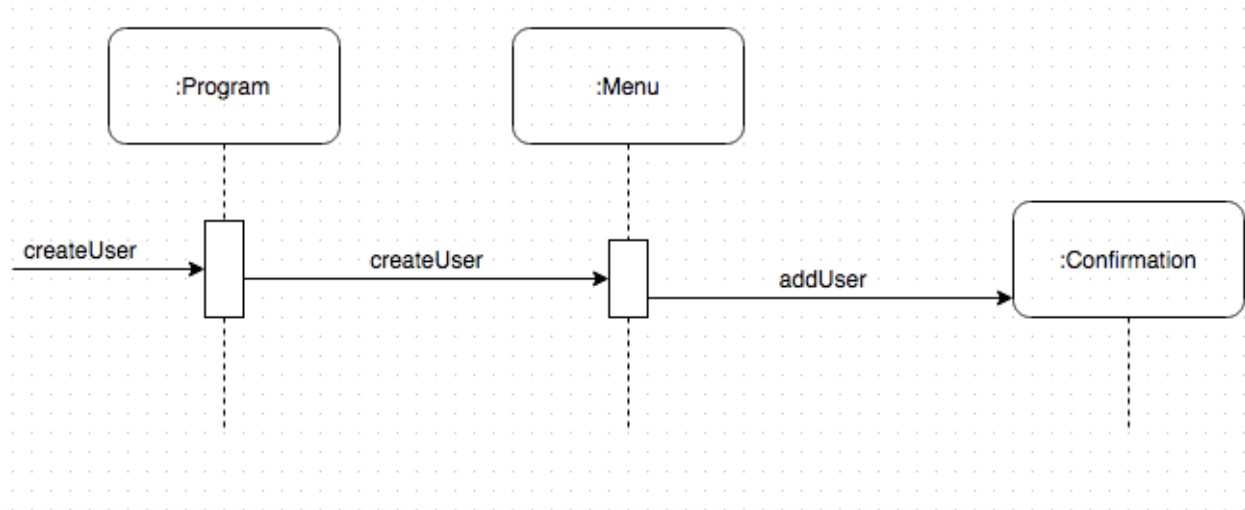 :Program
:Menu
createUser
createUser
addUser
:Confirmation